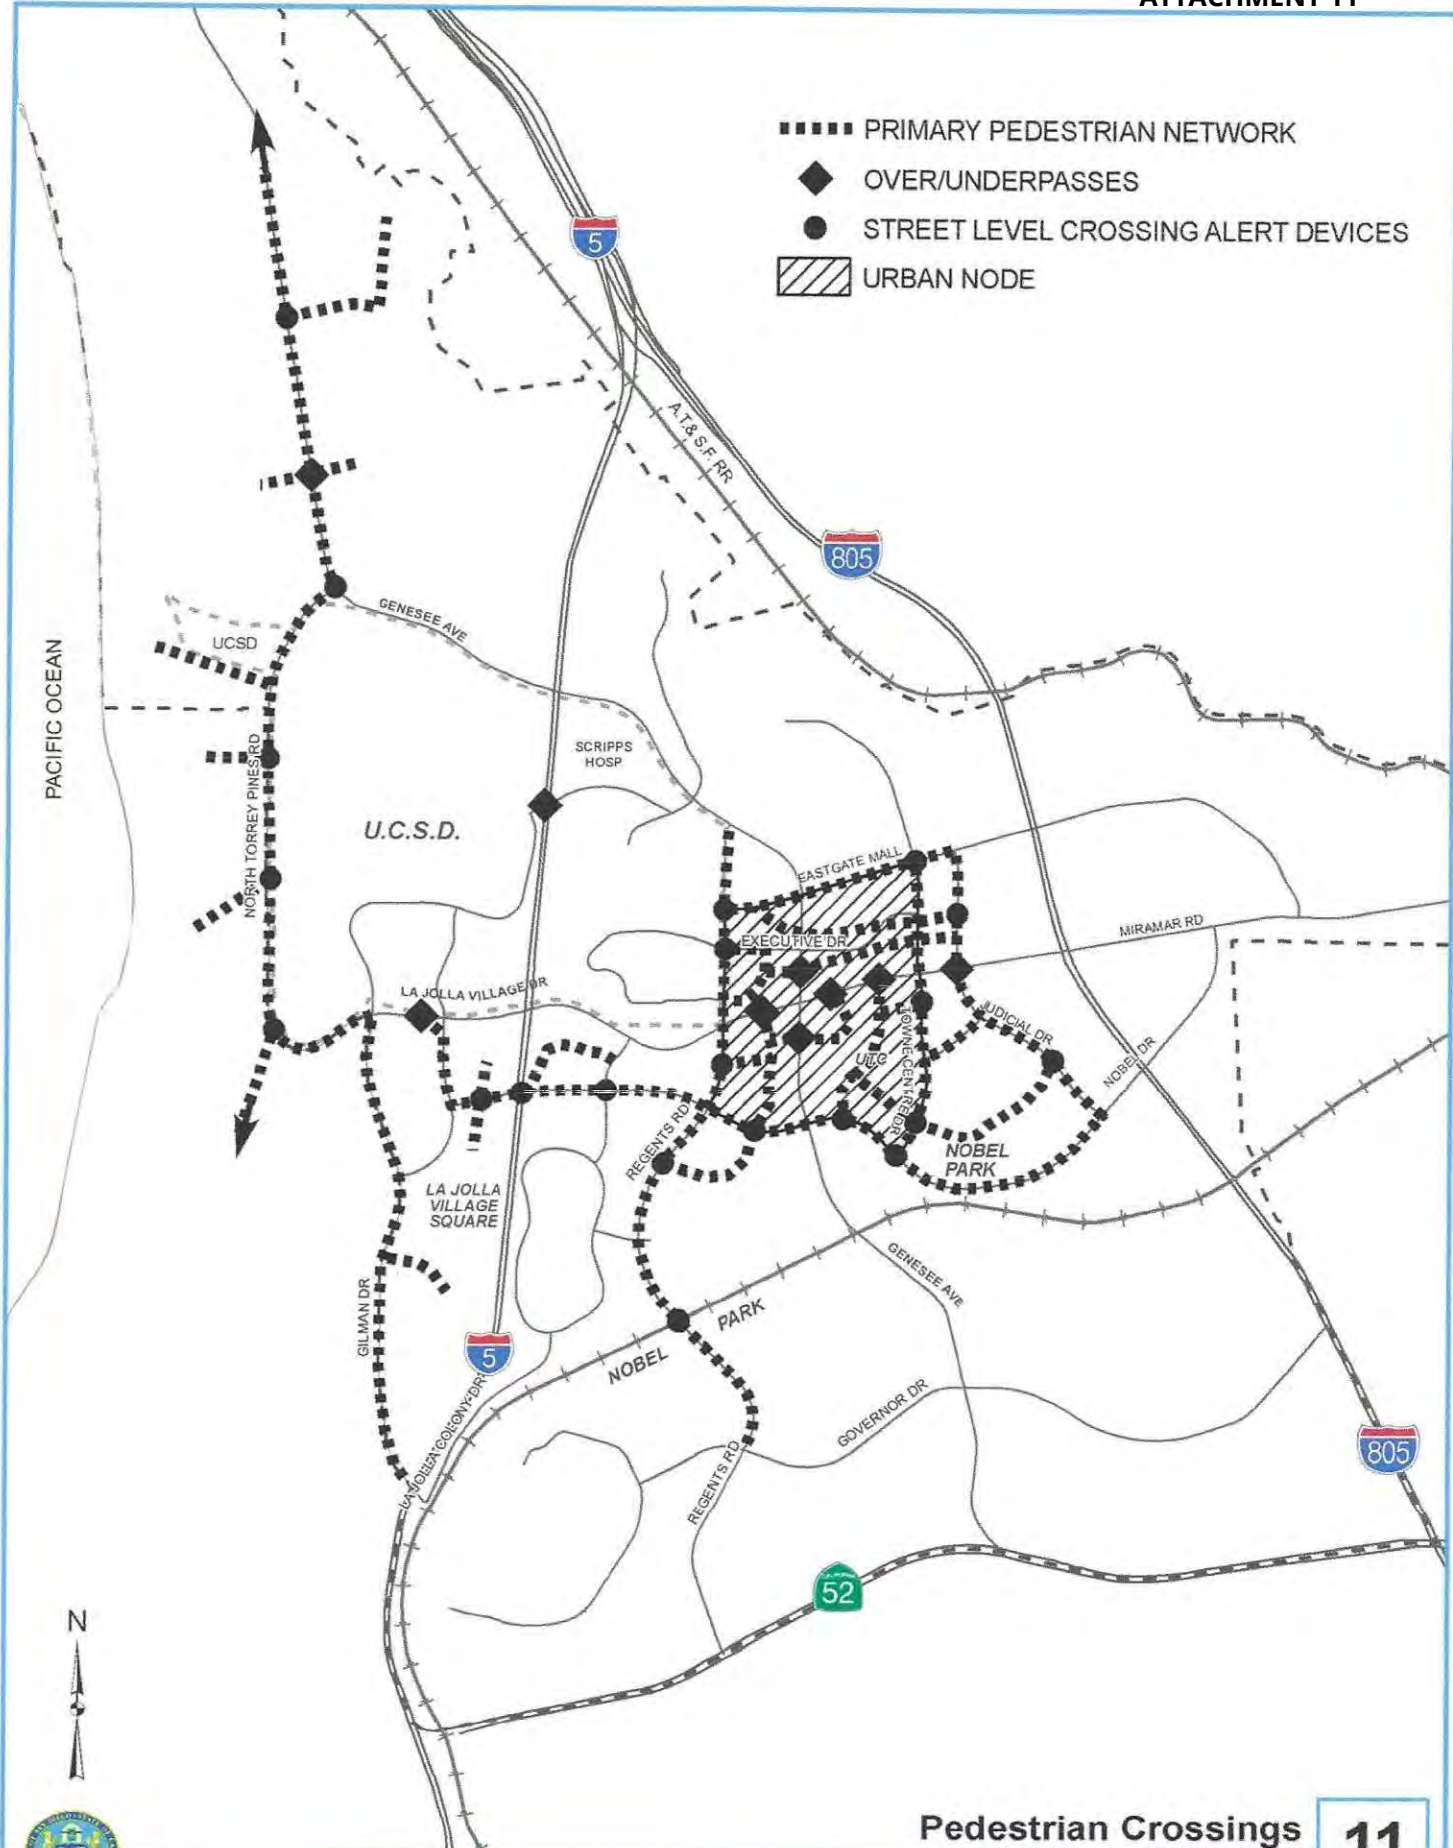 ATTACHMENT 11
PRIMARY PEDESTRIAN NETWORK
OVER/UNDERPASSES
STREET LEVEL CROSSING ALERT DEVICES
URBAN NODE
5
A.T.& S.F. RR
805
GENESEE AVE
UCSD
PACIFIC OCEAN
NORTH TORREY PINES RD
SCRIPPS
HOSP
U.C.S.D.
EASTGATE MALL
EXECUTIVE DR
MIRAMAR RD
LA JOLLA VILLAGE DR
JUDICIAL DR
TOWNE CENTRE DR
UTC
NOBEL DR
REGENTS RD
NOBEL
PARK
LA JOLLA
VILLAGE
SQUARE
GENESEE AVE
GILMAN DR
NOBEL
PARK
5
LA JOLLA COLONY DR
GOVERNOR DR
REGENTS RD
805
52
N
Pedestrian Crossings
11